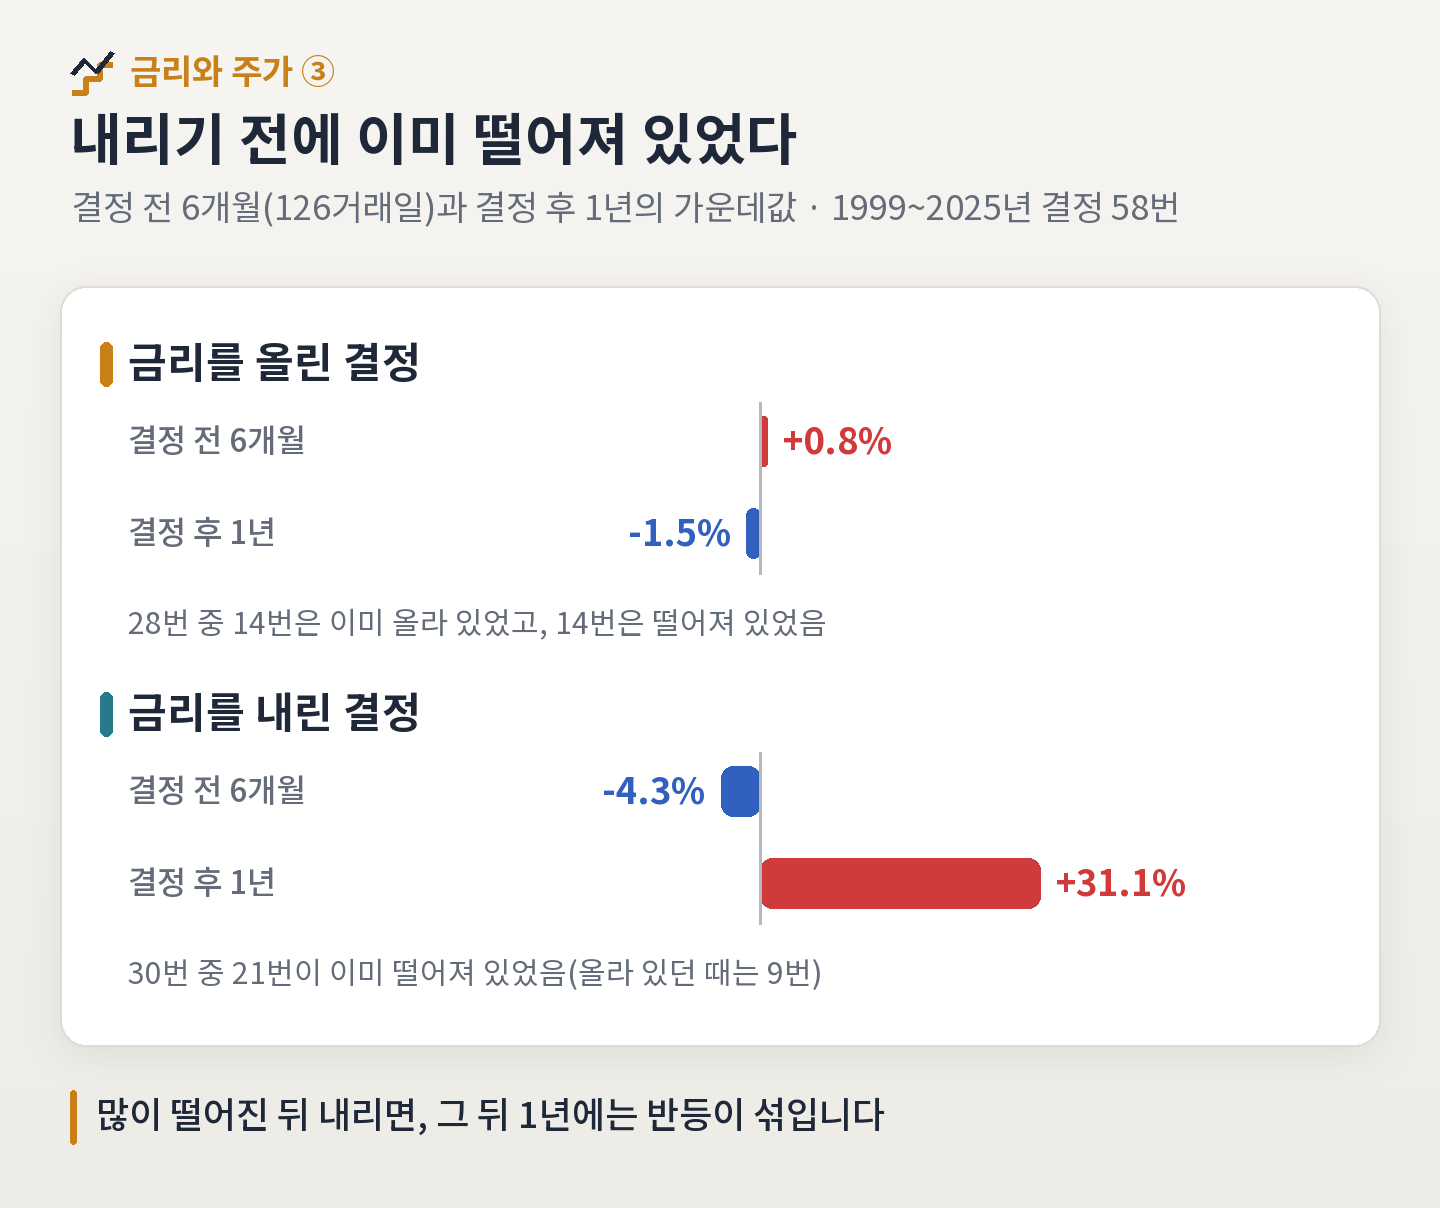 금리와 주가 ③
내리기 전에 이미 떨어져 있었다
결정 전 6개월(126거래일)과 결정 후 1년의 가운데값 · 1999~2025년 결정 58번
금리를 올린 결정
결정 전 6개월
+0.8%
결정 후 1년
-1.5%
28번 중 14번은 이미 올라 있었고, 14번은 떨어져 있었음
금리를 내린 결정
결정 전 6개월
-4.3%
결정 후 1년
+31.1%
30번 중 21번이 이미 떨어져 있었음(올라 있던 때는 9번)
많이 떨어진 뒤 내리면, 그 뒤 1년에는 반등이 섞입니다